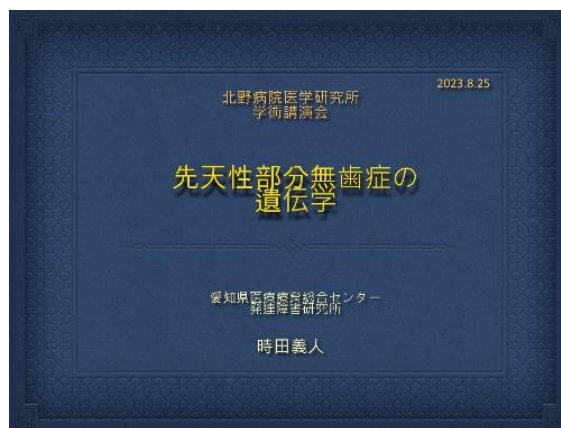 2023.8.25
北野病院医学研究所
学術講演会
先天性部分無歯症の
遺伝学
愛知県医療療育総合センター
発達障害研究所
時田義人